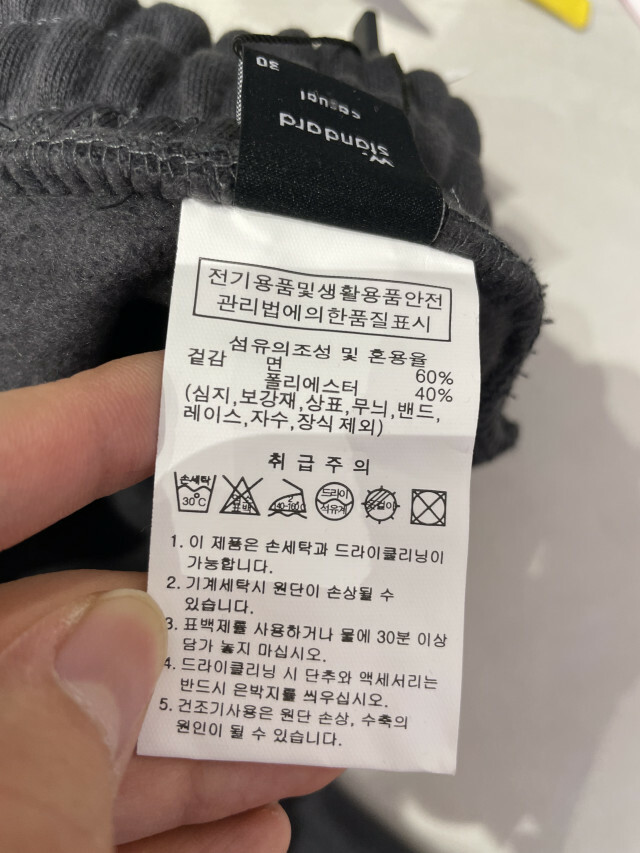 30
standard
casual
전기용품및생활용품안전
관리법에의한품질표시
섬유의조성 및 혼용율
겉감 면 60%
폴리에스터 40%
(심지,보강재,상표,무늬,밴드,
레이스,자수,장식 제외)
취 급 주 의
손세탁 30℃ 표백 2 드라이 석유계 옷걸이
1. 이 제품은 손세탁과 드라이클리닝이
가능합니다.
2. 기계세탁시 원단이 손상될 수
있습니다.
3. 표백제를 사용하거나 물에 30분 이상
담가 놓지 마십시오.
4. 드라이클리닝 시 단추와 액세서리는
반드시 은박지를 씌우십시오.
5. 건조기사용은 원단 손상, 수축의
원인이 될 수 있습니다.